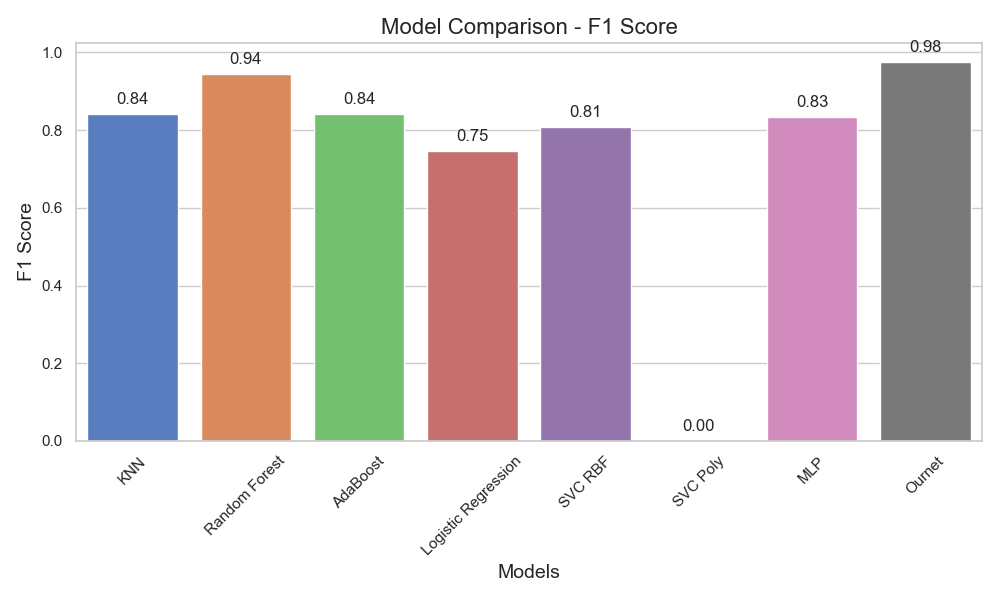 Model Comparison - F1 Score
F1 Score
1.0
0.8
0.6
0.4
0.2
0.0
0.84
0.94
0.84
0.75
0.81
0.00
0.83
0.98
KNN
Random Forest
AdaBoost
Logistic Regression
SVC RBF
SVC Poly
MLP
Ournet
Models